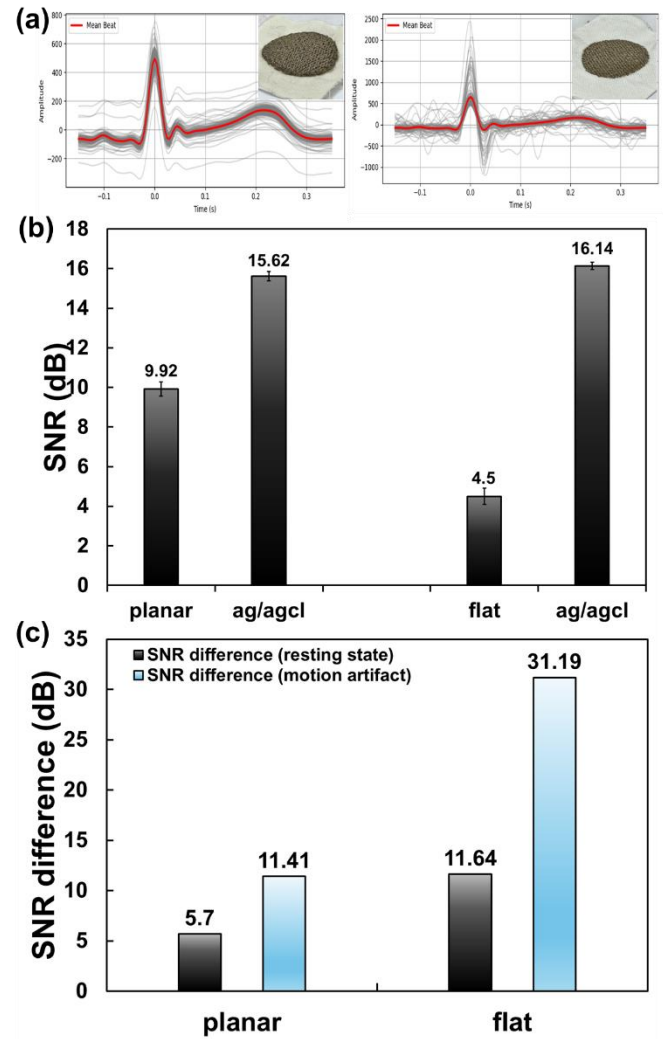 (a)
Mean Beat
Amplitude
800
600
400
200
0
−200
−0.1
0.0
0.1
0.2
0.3
Time (s)
Mean Beat
Amplitude
2500
2000
1500
1000
500
0
−500
−1000
−0.1
0.0
0.1
0.2
0.3
Time (s)
(b)
SNR (dB)
18
16
14
12
10
8
6
4
2
0
9.92
15.62
4.5
16.14
planar
ag/agcl
flat
ag/agcl
(c)
SNR difference (dB)
35
30
25
20
15
10
5
0
SNR difference (resting state)
SNR difference (motion artifact)
5.7
11.41
11.64
31.19
planar
flat